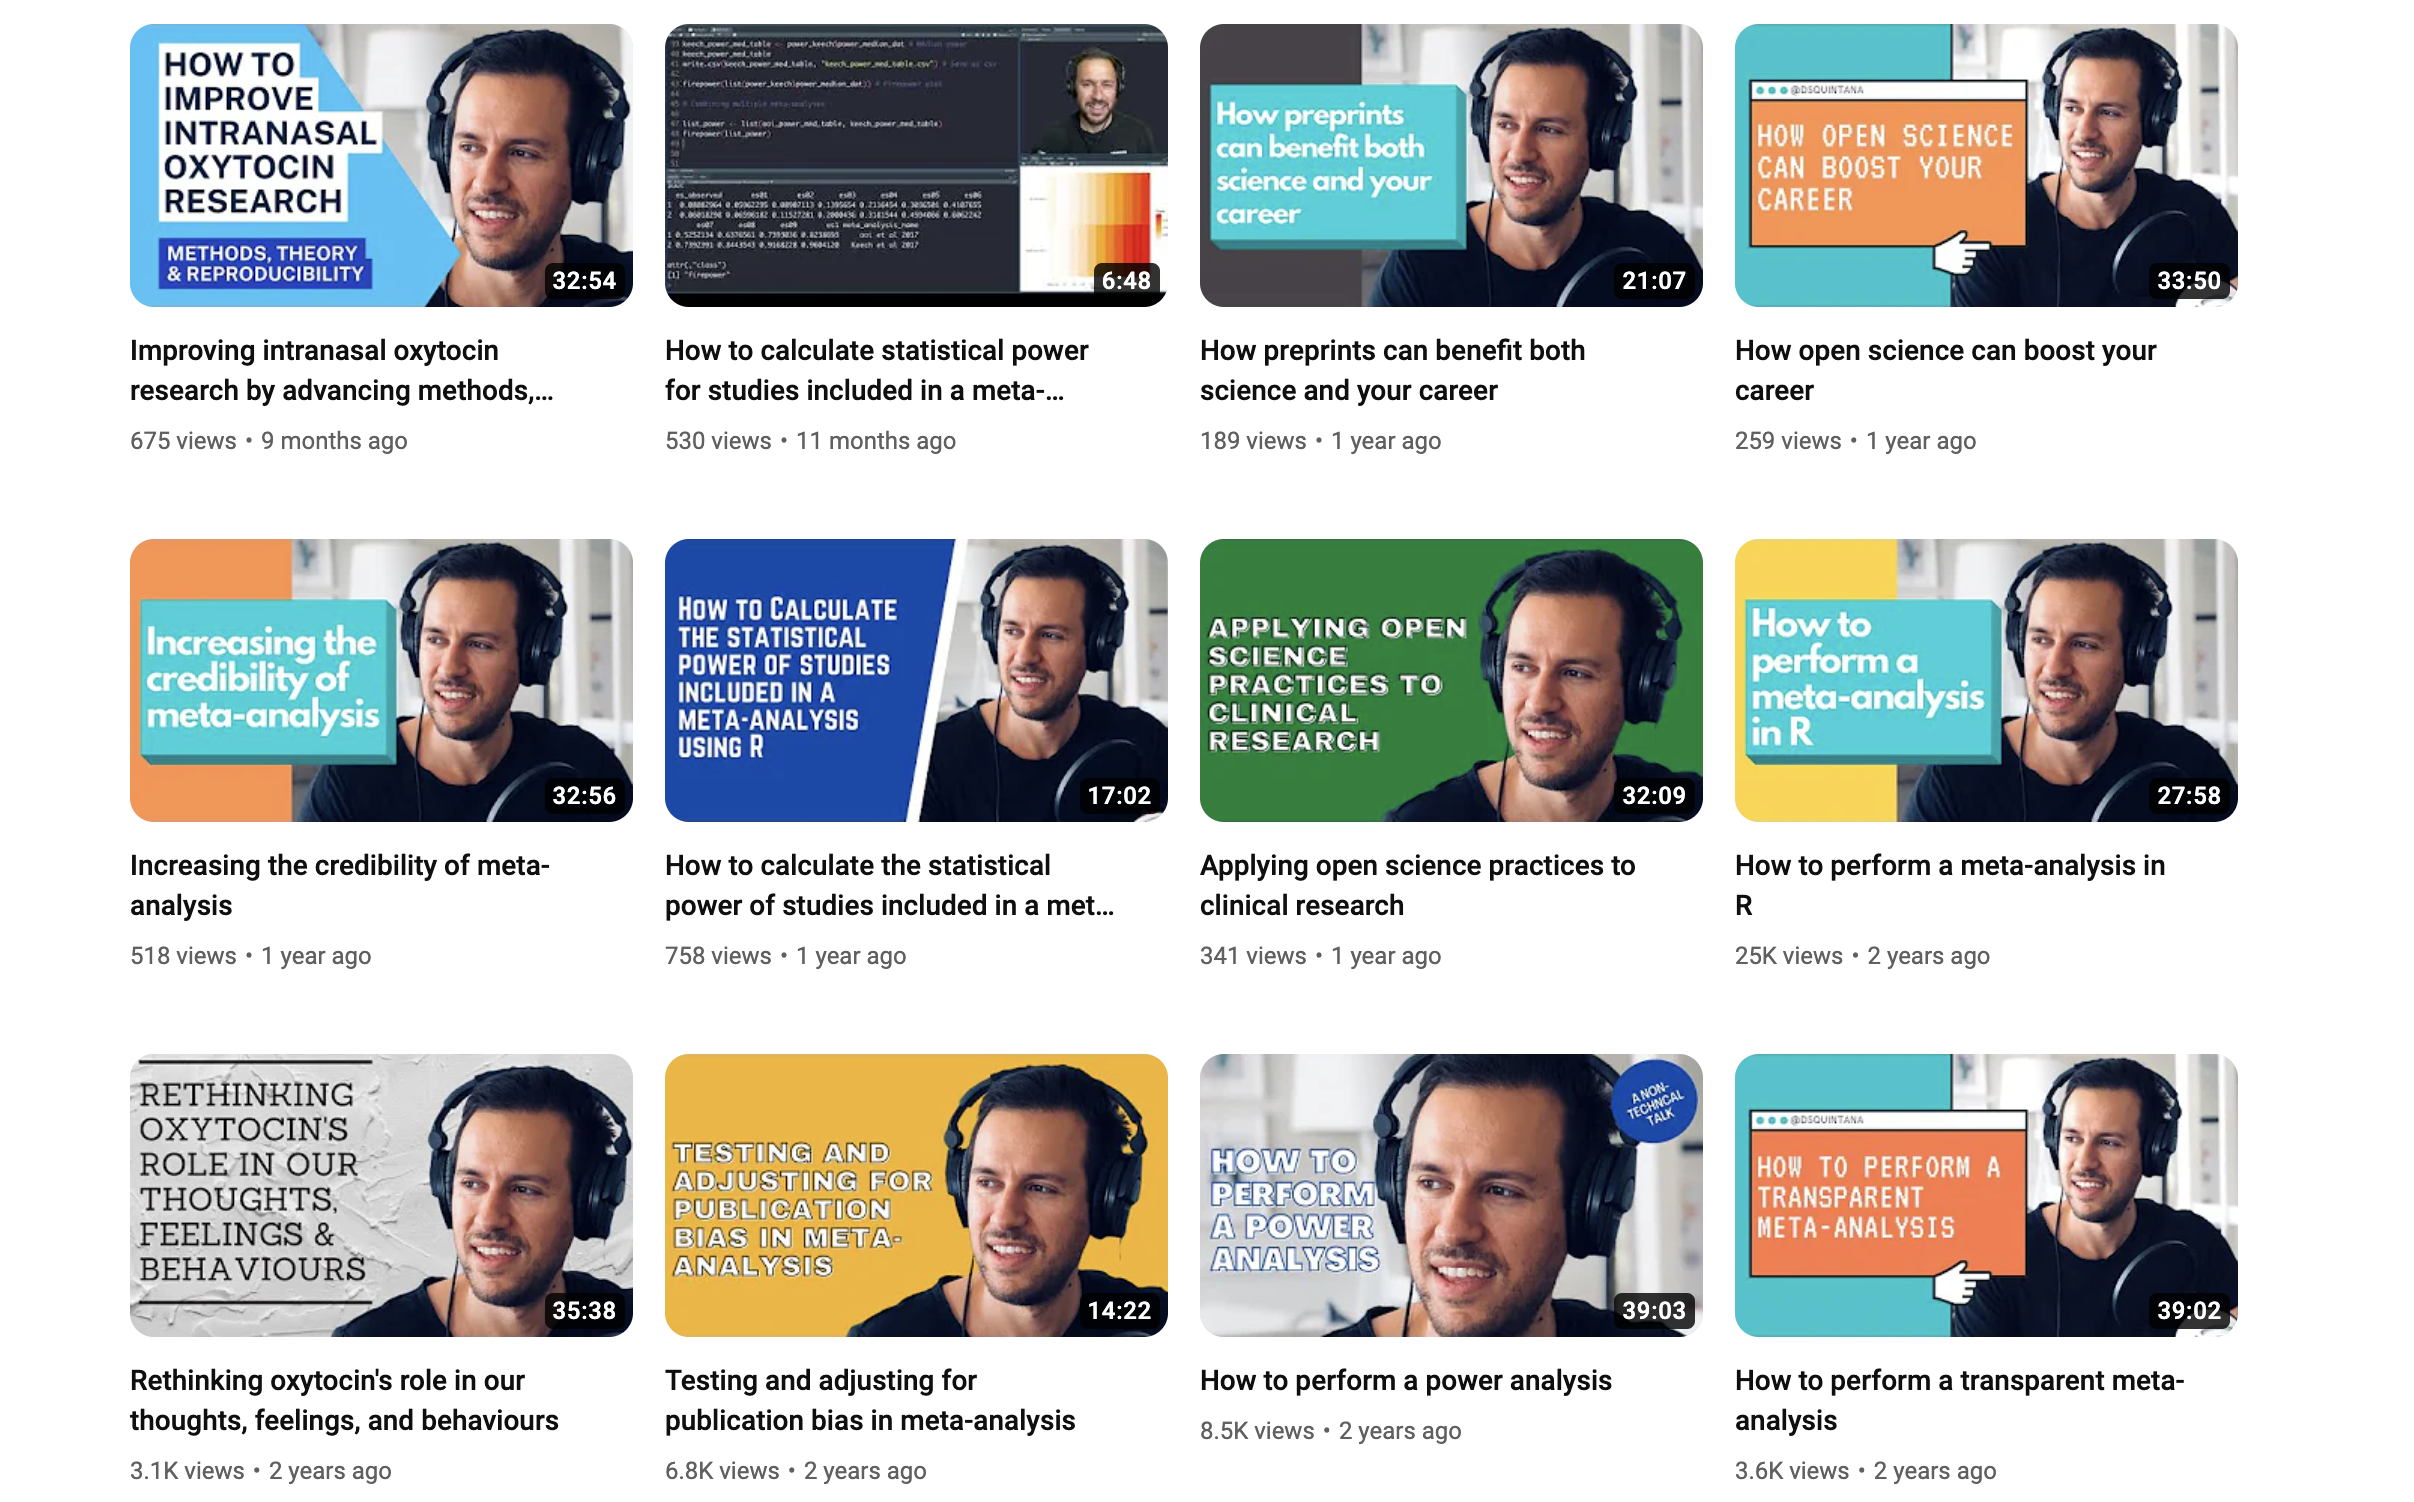 HOW TO
IMPROVE
INTRANASAL
OXYTOCIN
RESEARCH
METHODS, THEORY
& REPRODUCIBILITY
32:54
Improving intranasal oxytocin
research by advancing methods,...
675 views • 9 months ago
6:48
How to calculate statistical power
for studies included in a meta-...
530 views • 11 months ago
How preprints
can benefit both
science and your
career
21:07
How preprints can benefit both
science and your career
189 views • 1 year ago
@DSQUINTANA
HOW OPEN SCIENCE
CAN BOOST YOUR
CAREER
33:50
How open science can boost your
career
259 views • 1 year ago
Increasing the
credibility of
meta-analysis
32:56
Increasing the credibility of meta-
analysis
518 views • 1 year ago
HOW TO CALCULATE
THE STATISTICAL
POWER OF STUDIES
INCLUDED IN A
META-ANALYSIS
USING R
17:02
How to calculate the statistical
power of studies included in a met...
758 views • 1 year ago
APPLYING OPEN
SCIENCE
PRACTICES TO
CLINICAL
RESEARCH
32:09
Applying open science practices to
clinical research
341 views • 1 year ago
How to
perform a
meta-analysis
in R
27:58
How to perform a meta-analysis in
R
25K views • 2 years ago
RETHINKING
OXYTOCIN'S
ROLE IN OUR
THOUGHTS,
FEELINGS &
BEHAVIOURS
35:38
Rethinking oxytocin's role in our
thoughts, feelings, and behaviours
3.1K views • 2 years ago
TESTING AND
ADJUSTING FOR
PUBLICATION
BIAS IN META-
ANALYSIS
14:22
Testing and adjusting for
publication bias in meta-analysis
6.8K views • 2 years ago
A NON-
TECHNCAL
TALK
HOW TO
PERFORM
A POWER
ANALYSIS
39:03
How to perform a power analysis
8.5K views • 2 years ago
@DSQUINTANA
HOW TO PERFORM A
TRANSPARENT
META-ANALYSIS
39:02
How to perform a transparent meta-
analysis
3.6K views • 2 years ago